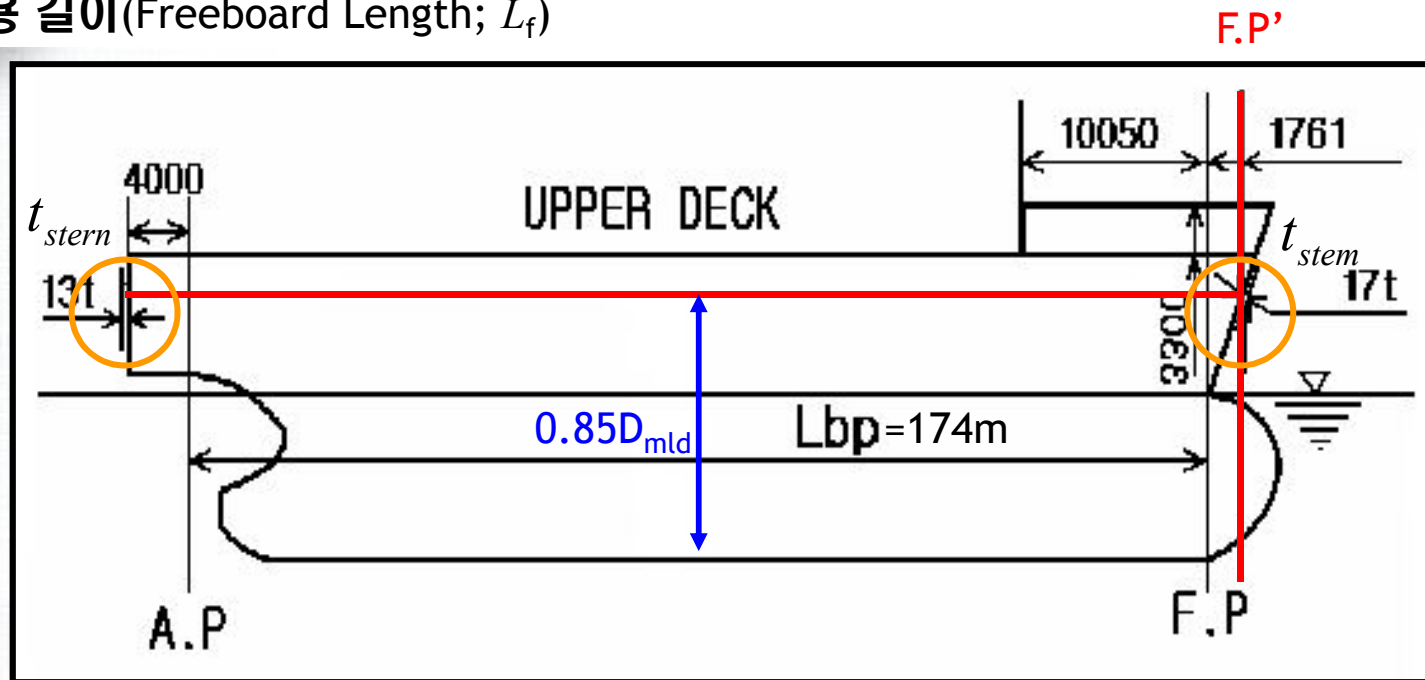 용 길이(Freeboard Length; Lf)
F.P’
10050
1761
4000
UPPER DECK
tstern
tstem
13t
17t
3300
0.85Dmld
Lbp=174m
A.P
F.P